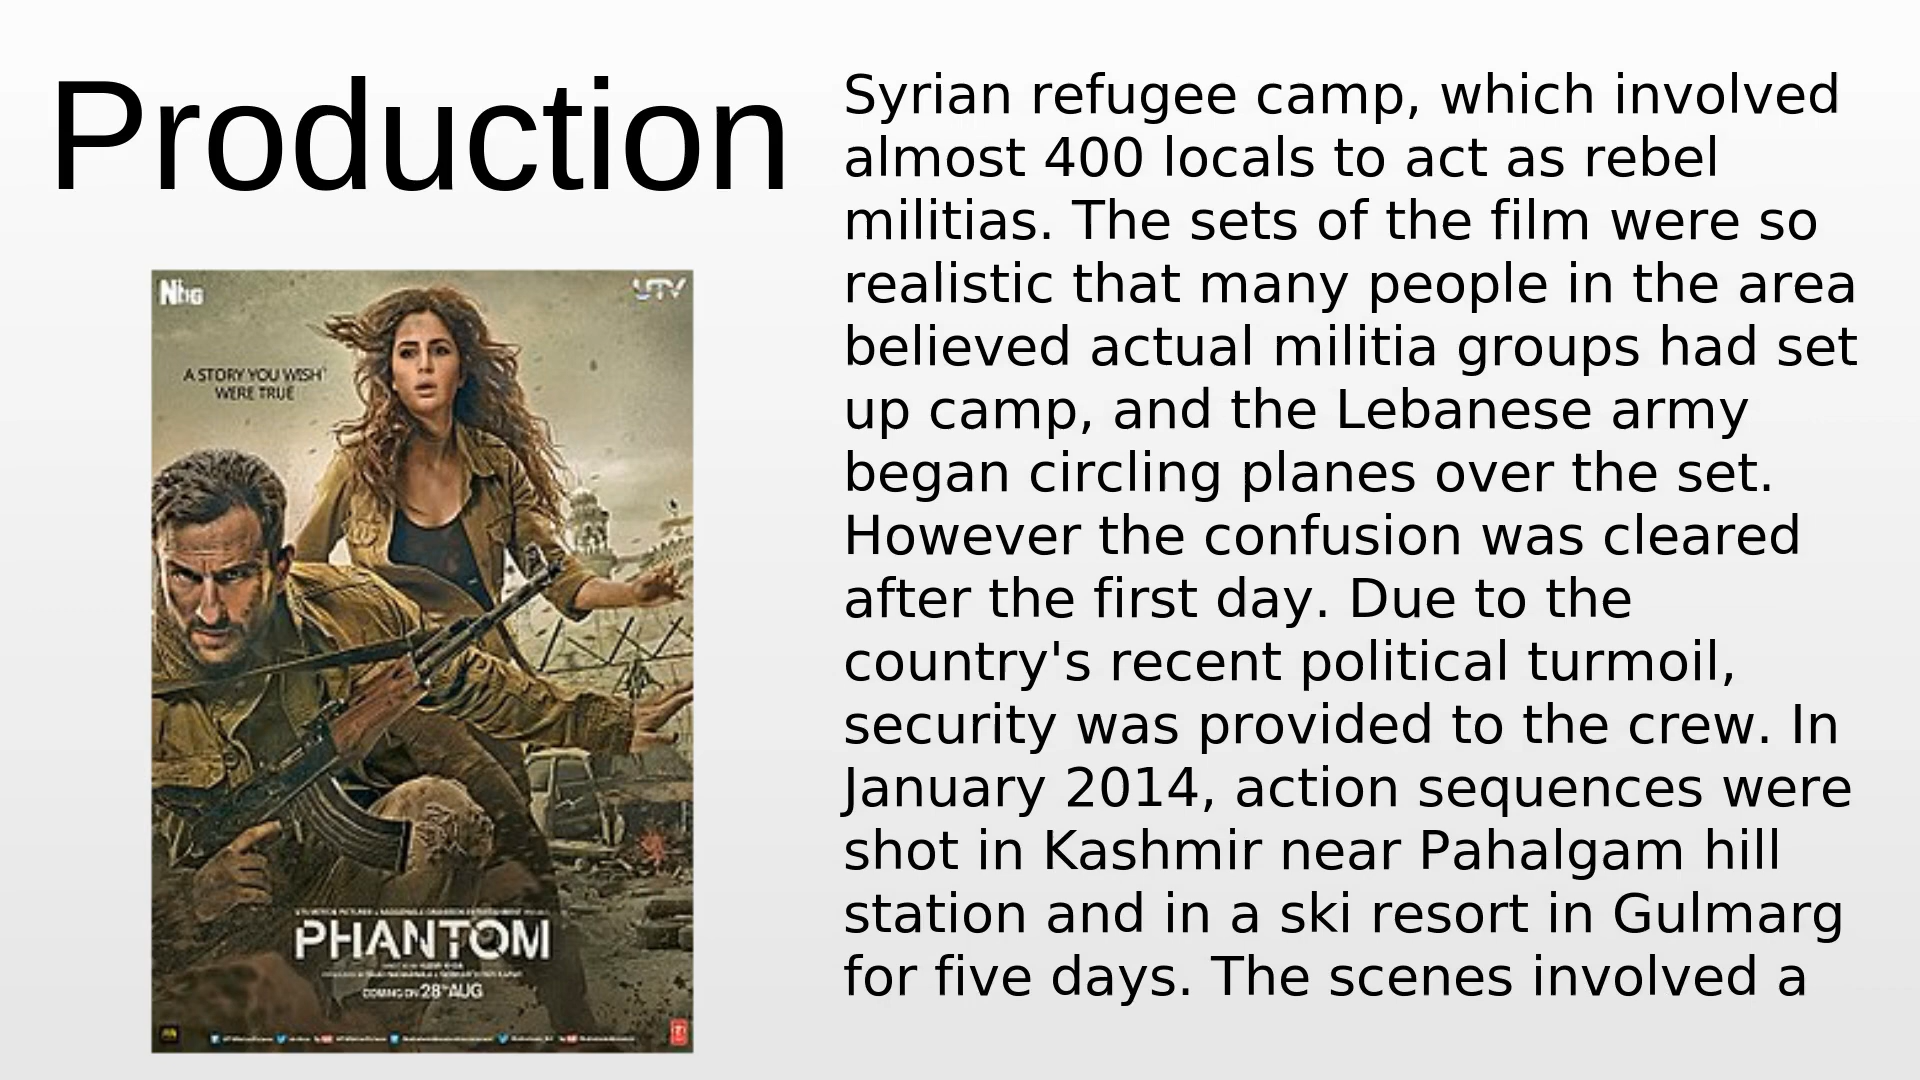 Production
Syrian refugee camp, which involved
almost 400 locals to act as rebel
militias. The sets of the film were so
realistic that many people in the area
believed actual militia groups had set
up camp, and the Lebanese army
began circling planes over the set.
However the confusion was cleared
after the first day. Due to the
country's recent political turmoil,
security was provided to the crew. In
January 2014, action sequences were
shot in Kashmir near Pahalgam hill
station and in a ski resort in Gulmarg
for five days. The scenes involved a
UTV
A STORY YOU WISH
WERE TRUE
PHANTOM
COMING ON 28TH AUG